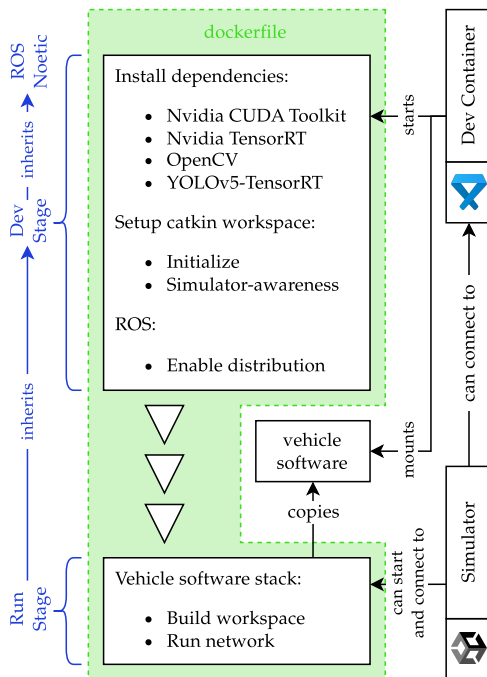 dockerfile
ROS
Noetic
inherits
Dev
Stage
inherits
Run
Stage
Install dependencies:
• Nvidia CUDA Toolkit
• Nvidia TensorRT
• OpenCV
• YOLOv5-TensorRT
Setup catkin workspace:
• Initialize
• Simulator-awareness
ROS:
• Enable distribution
vehicle
software
copies
Vehicle software stack:
• Build workspace
• Run network
starts
mounts
can start
and connect to
Dev Container
can connect to
Simulator